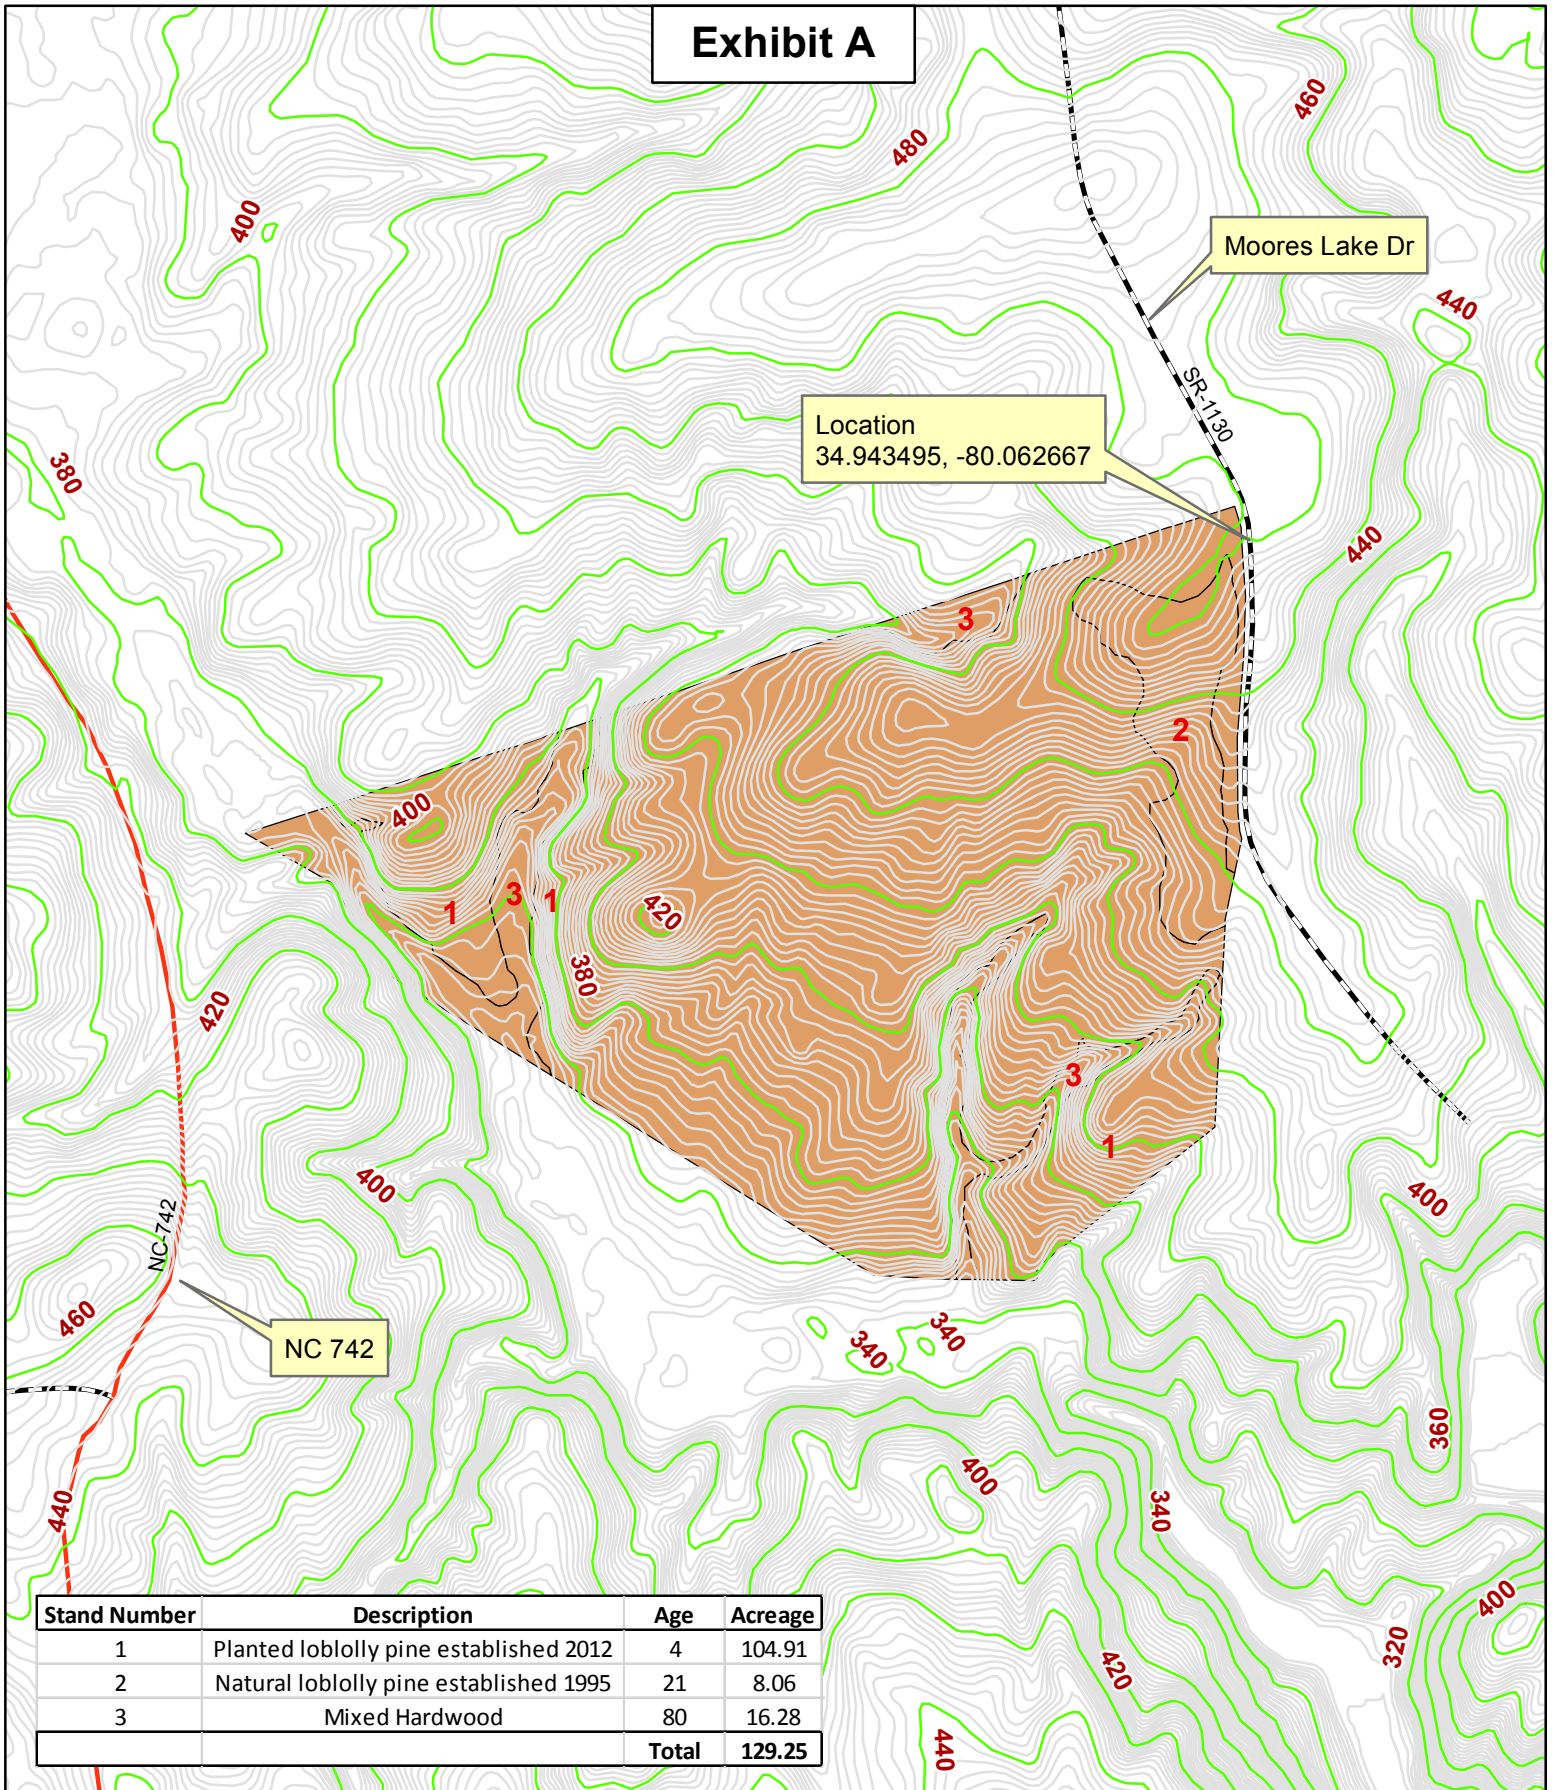 Exhibit A
460
480
400
Moores Lake Dr
440
SR-1130
Location
34.943495, -80.062667
380
440
3
2
400
3
1
1
420
380
420
3
1
400
400
NC-742
460
NC 742
340
340
360
400
440
340
400
320
420
440
Stand Number Description Age Acreage
1 Planted loblolly pine established 2012 4 104.91
2 Natural loblolly pine established 1995 21 8.06
3 Mixed Hardwood 80 16.28
Total 129.25